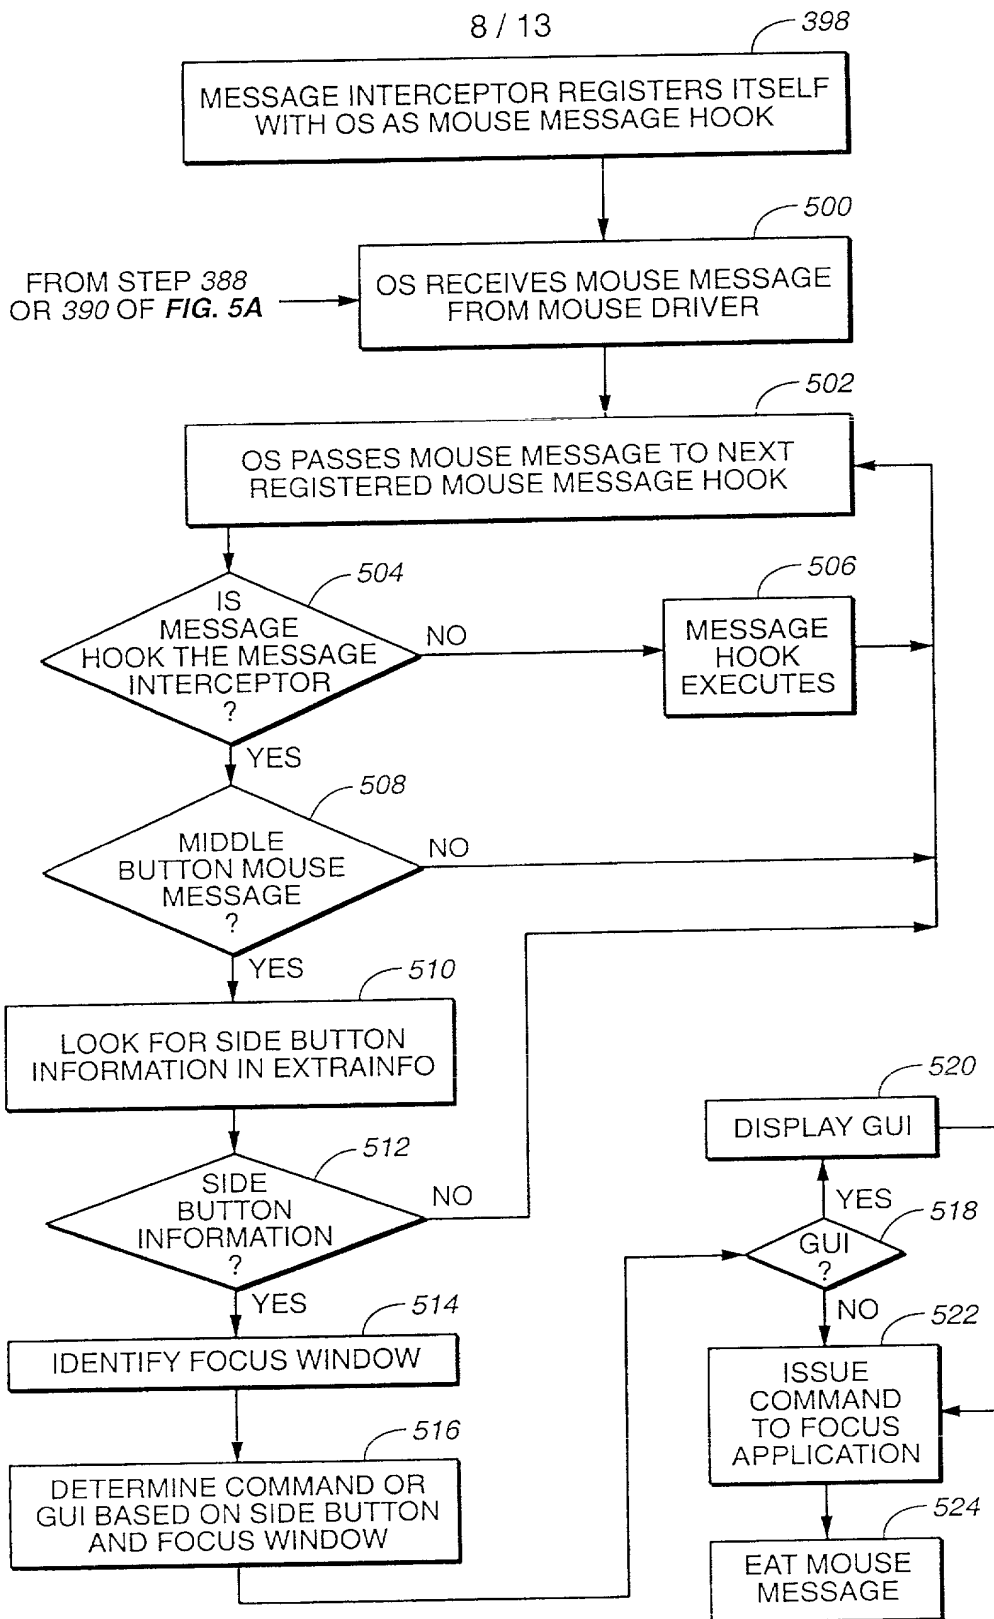 8 / 13
398
MESSAGE INTERCEPTOR REGISTERS ITSELF
WITH OS AS MOUSE MESSAGE HOOK
500
FROM STEP 388
OR 390 OF FIG. 5A
OS RECEIVES MOUSE MESSAGE
FROM MOUSE DRIVER
502
OS PASSES MOUSE MESSAGE TO NEXT
REGISTERED MOUSE MESSAGE HOOK
504
IS
MESSAGE
HOOK THE MESSAGE
INTERCEPTOR
?
NO
506
MESSAGE
HOOK
EXECUTES
YES
508
MIDDLE
BUTTON MOUSE
MESSAGE
?
NO
YES
510
LOOK FOR SIDE BUTTON
INFORMATION IN EXTRAINFO
512
SIDE
BUTTON
INFORMATION
?
NO
YES
514
IDENTIFY FOCUS WINDOW
516
DETERMINE COMMAND OR
GUI BASED ON SIDE BUTTON
AND FOCUS WINDOW
520
DISPLAY GUI
YES
518
GUI
?
NO
522
ISSUE
COMMAND
TO FOCUS
APPLICATION
524
EAT MOUSE
MESSAGE